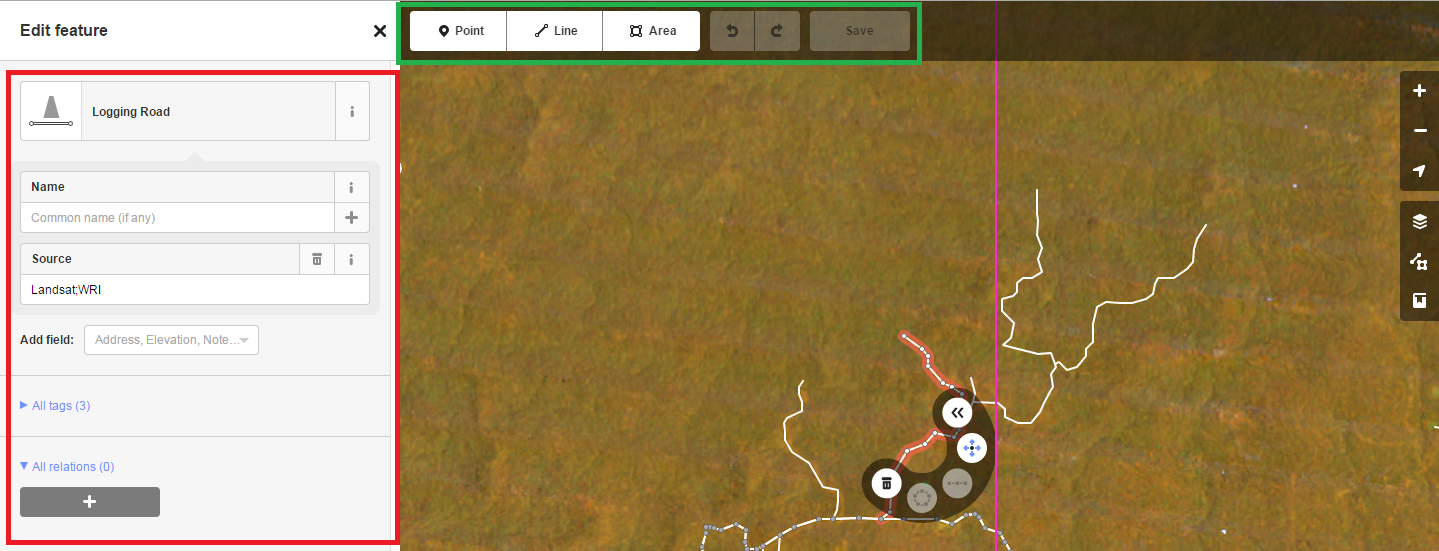 Edit feature
Point
Line
Area
Save
Logging Road
Name
Common name (if any)
Source
Landsat;WRI
Add field:
Address, Elevation, Note...
All tags (3)
All relations (0)